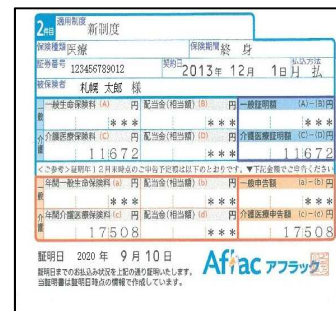 2件目 適用制度 新制度
保険種類 医療 保険期間 終 身
証券番号 123456789012 契約日 2013年 12月 1日 払込方法 月 払
被保険者 札幌 太郎 様
一般 一般生命保険料(A) 円 配当金(相当額)(B) 円 一般証明額 (A)-(B)円
*** *** ***
介護 介護医療保険料(C) 円 配当金(相当額)(D) 円 介護医療証明額(C)-(D)円
11672 *** 11672
<ご参考>証明年12月末時点のご申告予定額は以下のとおりです。▼下記金額でご申告ください
一般 年間一般生命保険料(a) 円 配当金(相当額)(b) 円 一般申告額 (a)-(b)円
*** *** ***
介護 年間介護医療保険料(c) 円 配当金(相当額)(d) 円 介護医療申告額(c)-(d)円
17508 *** 17508
証明日 2020 年 9 月 10 日
証明日までのお払込み状況を上記の通り証明いたします。
当証明書は証明日時点の情報で作成しています。
Aflac アフラック